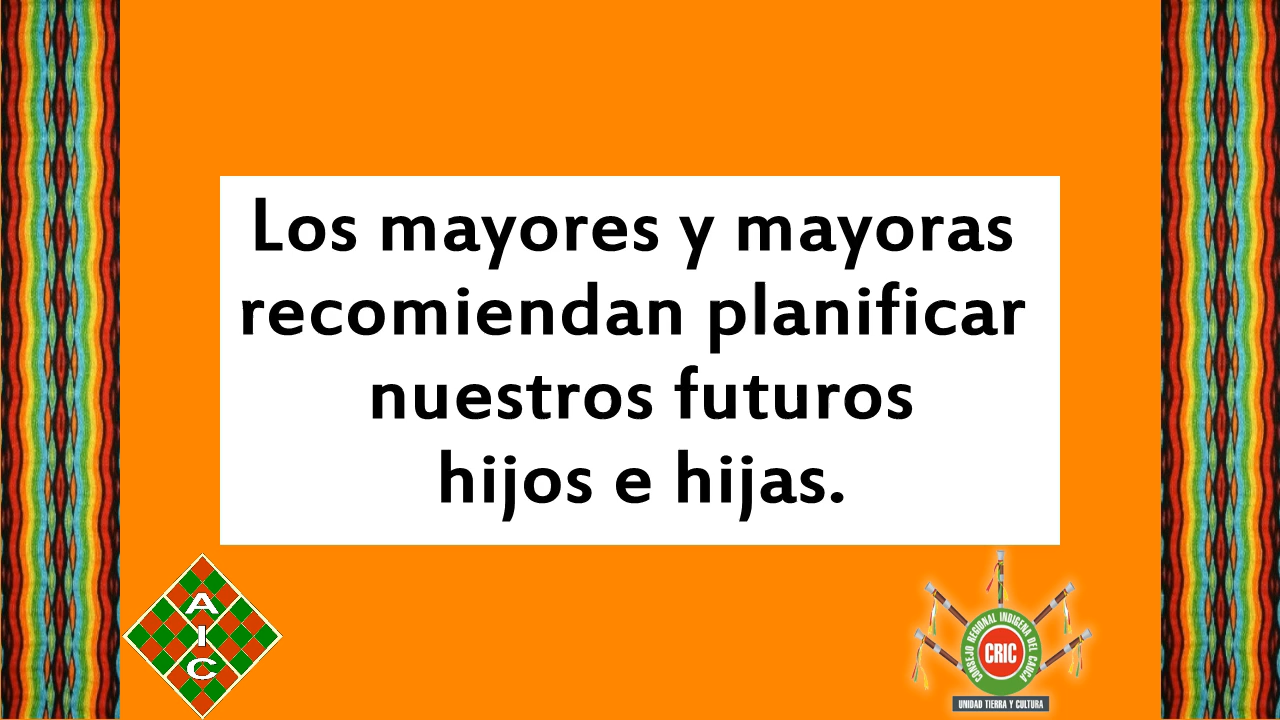 Los mayores y mayoras
recomiendan planificar
nuestros futuros
hijos e hijas.
AIC
CONSEJO REGIONAL INDIGENA DEL CAUCA
CRIC
UNIDAD TIERRA Y CULTURA